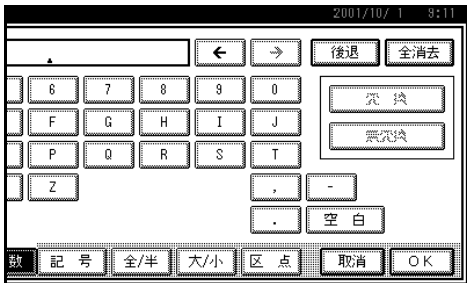 2001/10/ 1 9:11
← → 後退 全消去
6 7 8 9 0
F G H I J
P Q R S T
Z , -
. 空 白
数 記 号 全/半 大/小 区 点 取消 OK